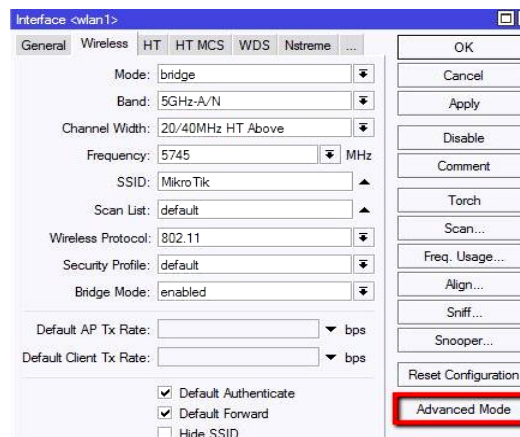 Interface <wlan1>
General Wireless HT HT MCS WDS Nstreme ...
Mode: bridge
Band: 5GHz-A/N
Channel Width: 20/40MHz HT Above
Frequency: 5745 MHz
SSID: MikroTik
Scan List: default
Wireless Protocol: 802.11
Security Profile: default
Bridge Mode: enabled
Default AP Tx Rate: bps
Default Client Tx Rate: bps
Default Authenticate
Default Forward
Hide SSID
OK
Cancel
Apply
Disable
Comment
Torch
Scan...
Freq. Usage...
Align...
Sniff...
Snooper...
Reset Configuration
Advanced Mode